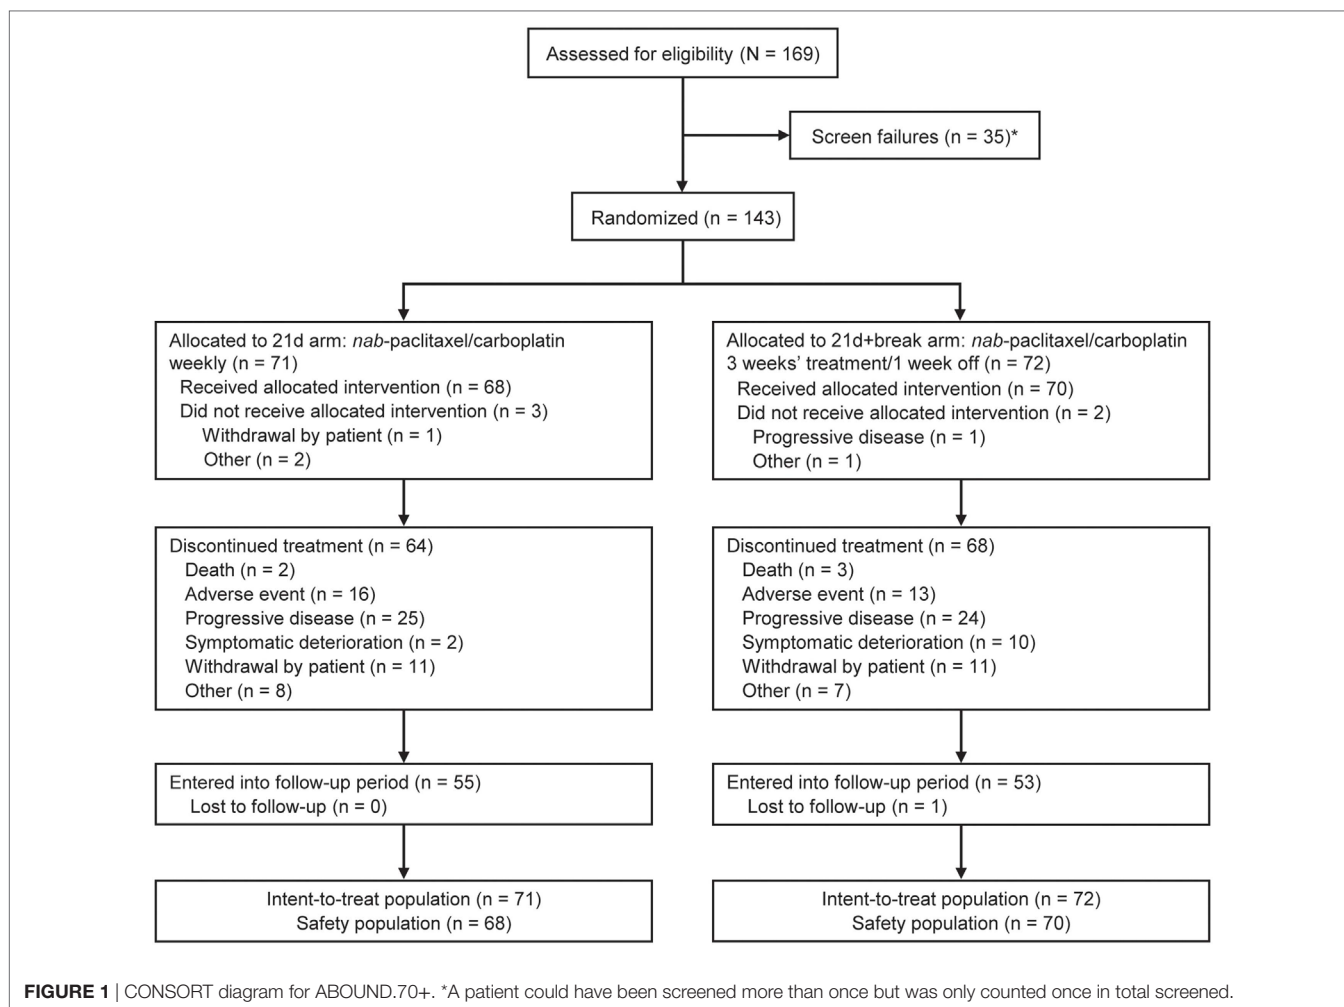 Assessed for eligibility (N = 169)
Screen failures (n = 35)*
Randomized (n = 143)
Allocated to 21d arm: nab-paclitaxel/carboplatin
weekly (n = 71)
Received allocated intervention (n = 68)
Did not receive allocated intervention (n = 3)
Withdrawal by patient (n = 1)
Other (n = 2)
Allocated to 21d+break arm: nab-paclitaxel/carboplatin
3 weeks’ treatment/1 week off (n = 72)
Received allocated intervention (n = 70)
Did not receive allocated intervention (n = 2)
Progressive disease (n = 1)
Other (n = 1)
Discontinued treatment (n = 64)
Death (n = 2)
Adverse event (n = 16)
Progressive disease (n = 25)
Symptomatic deterioration (n = 2)
Withdrawal by patient (n = 11)
Other (n = 8)
Discontinued treatment (n = 68)
Death (n = 3)
Adverse event (n = 13)
Progressive disease (n = 24)
Symptomatic deterioration (n = 10)
Withdrawal by patient (n = 11)
Other (n = 7)
Entered into follow-up period (n = 55)
Lost to follow-up (n = 0)
Entered into follow-up period (n = 53)
Lost to follow-up (n = 1)
Intent-to-treat population (n = 71)
Safety population (n = 68)
Intent-to-treat population (n = 72)
Safety population (n = 70)
FIGURE 1 | CONSORT diagram for ABOUND.70+. *A patient could have been screened more than once but was only counted once in total screened.